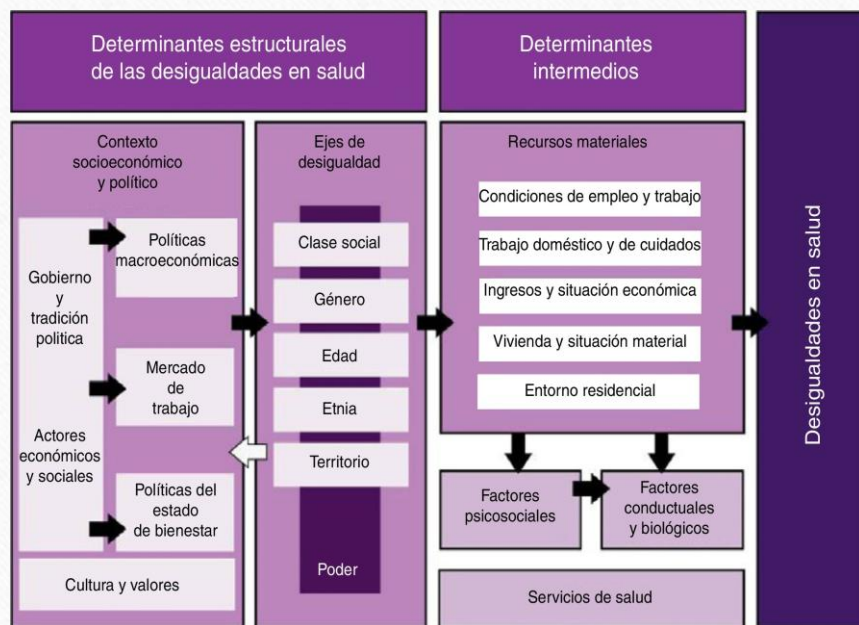 Determinantes estructurales
de las desigualdades en salud
Determinantes
intermedios
Contexto
socioeconómico
y político
Gobierno
y
tradición
politica
Actores
económicos
y sociales
Políticas
macroeconómicas
Mercado
de
trabajo
Políticas del
estado
de bienestar
Cultura y valores
Ejes de
desigualdad
Clase social
Género
Edad
Etnia
Territorio
Poder
Recursos materiales
Condiciones de empleo y trabajo
Trabajo doméstico y de cuidados
Ingresos y situación económica
Vivienda y situación material
Entorno residencial
Factores
psicosociales
Factores
conductuales
y biológicos
Servicios de salud
Desigualdades en salud